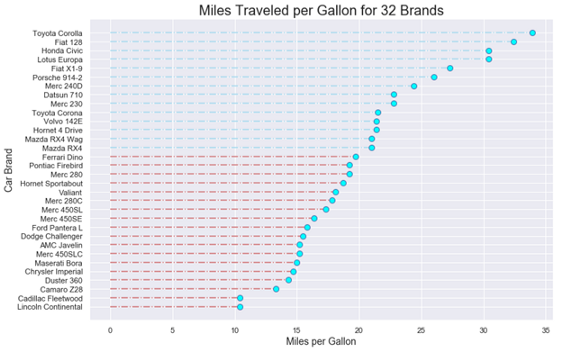 Miles Traveled per Gallon for 32 Brands
Toyota Corolla
Fiat 128
Honda Civic
Lotus Europa
Fiat X1-9
Porsche 914-2
Merc 240D
Datsun 710
Merc 230
Toyota Corona
Volvo 142E
Hornet 4 Drive
Mazda RX4 Wag
Mazda RX4
Ferrari Dino
Pontiac Firebird
Merc 280
Hornet Sportabout
Valiant
Merc 280C
Merc 450SL
Merc 450SE
Ford Pantera L
Dodge Challenger
AMC Javelin
Merc 450SLC
Maserati Bora
Chrysler Imperial
Duster 360
Camaro Z28
Cadillac Fleetwood
Lincoln Continental
Car Brand
0 5 10 15 20 25 30 35
Miles per Gallon